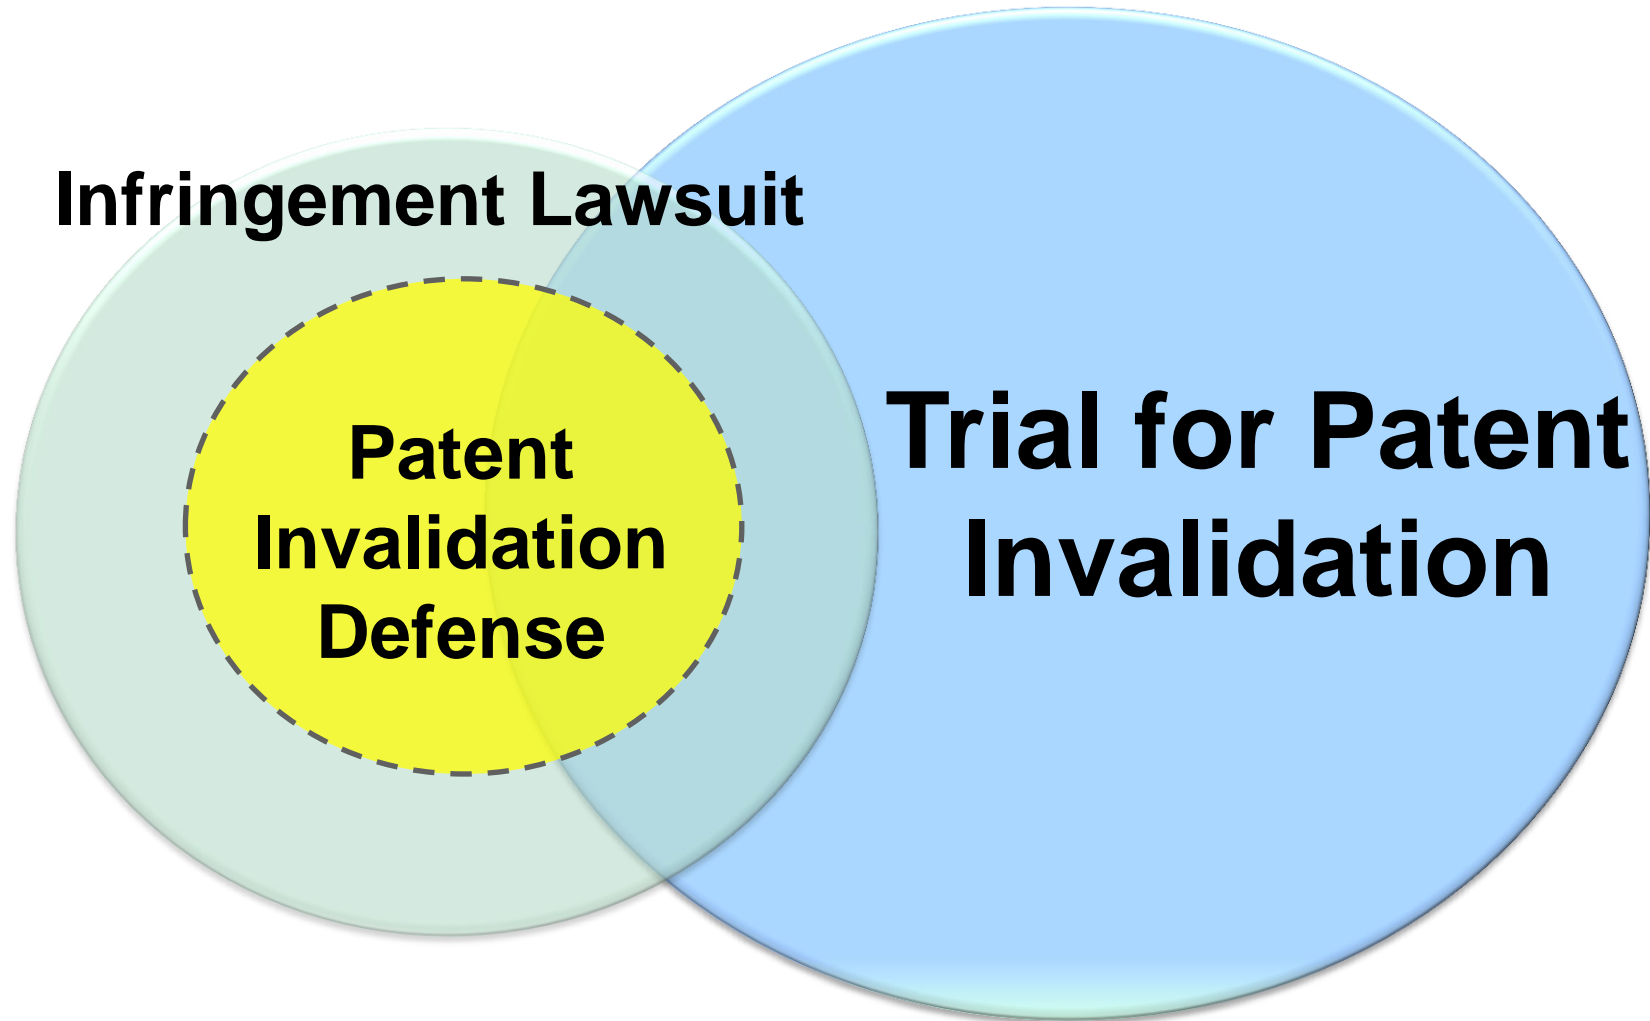 Infringement Lawsuit
Patent
Invalidation
Defense
Trial for Patent
Invalidation